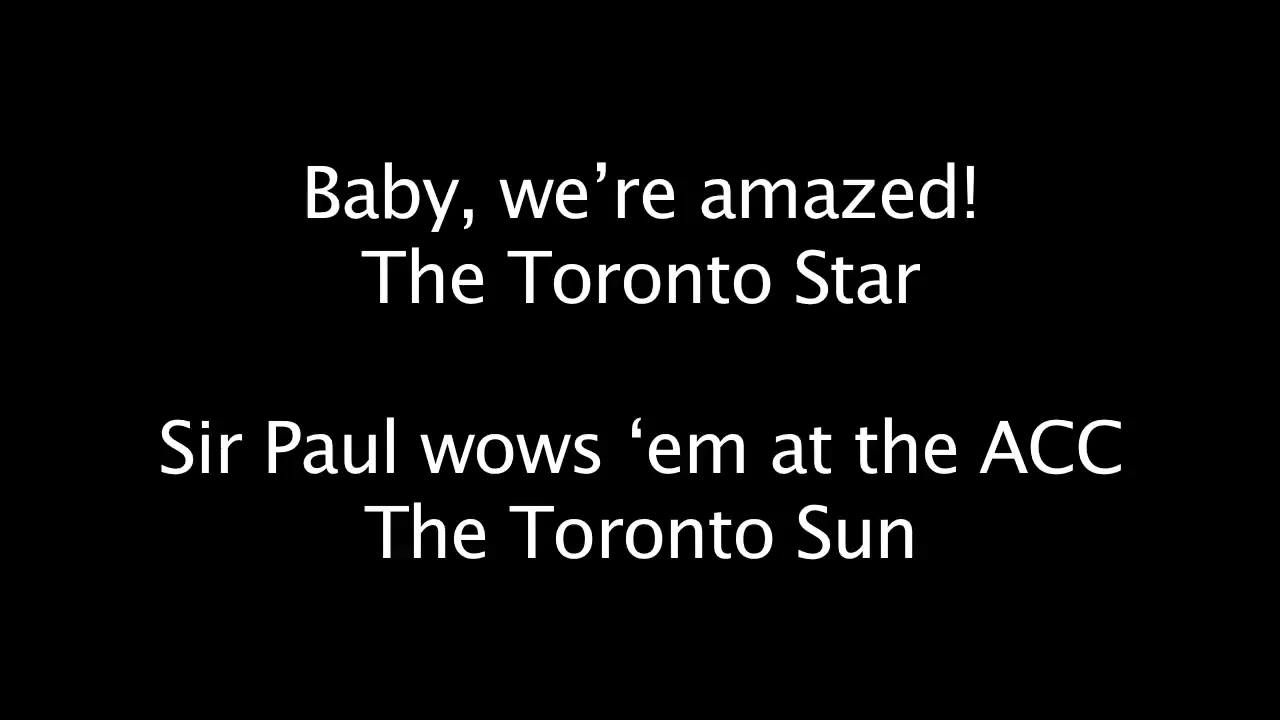 Baby, we’re amazed!
The Toronto Star
Sir Paul wows ‘em at the ACC
The Toronto Sun